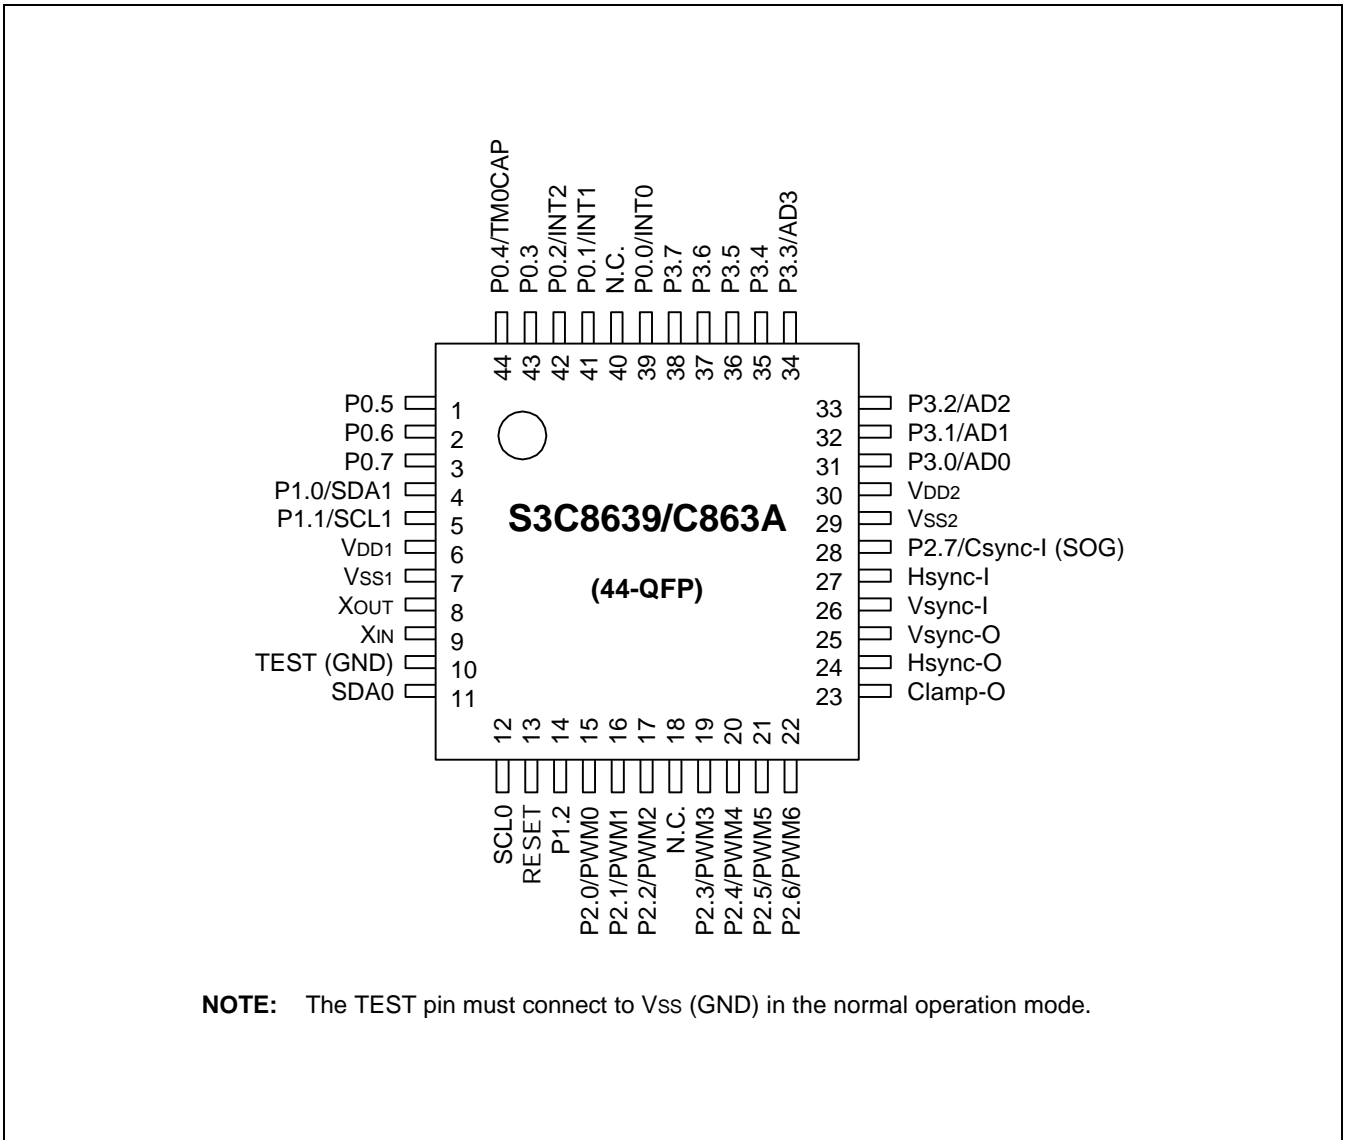 P0.4/TM0CAP
P0.3
P0.2/INT2
P0.1/INT1
N.C.
P0.0/INT0
P3.7
P3.6
P3.5
P3.4
P3.3/AD3
44
43
42
41
40
39
38
37
36
35
34
P0.5 1
P0.6 2
P0.7 3
P1.0/SDA1 4
P1.1/SCL1 5
VDD1 6
VSS1 7
XOUT 8
XIN 9
TEST (GND) 10
SDA0 11
S3C8639/C863A
(44-QFP)
33 P3.2/AD2
32 P3.1/AD1
31 P3.0/AD0
30 VDD2
29 VSS2
28 P2.7/Csync-I (SOG)
27 Hsync-I
26 Vsync-I
25 Vsync-O
24 Hsync-O
23 Clamp-O
12
13
14
15
16
17
18
19
20
21
22
SCL0
RESET
P1.2
P2.0/PWM0
P2.1/PWM1
P2.2/PWM2
N.C.
P2.3/PWM3
P2.4/PWM4
P2.5/PWM5
P2.6/PWM6
NOTE: The TEST pin must connect to VSS (GND) in the normal operation mode.